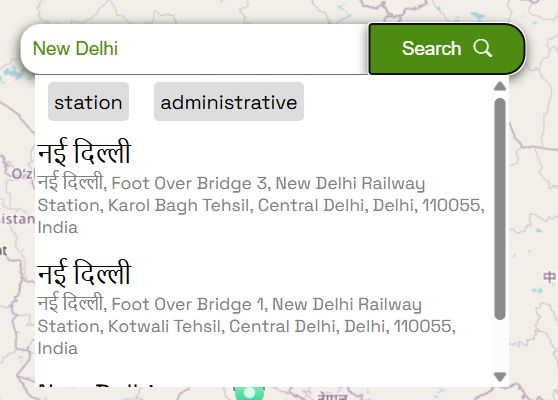 New Delhi
Search
station
administrative
नई दिल्ली
नई दिल्ली, Foot Over Bridge 3, New Delhi Railway
Station, Karol Bagh Tehsil, Central Delhi, Delhi, 110055,
India
नई दिल्ली
नई दिल्ली, Foot Over Bridge 1, New Delhi Railway
Station, Kotwali Tehsil, Central Delhi, Delhi, 110055,
India